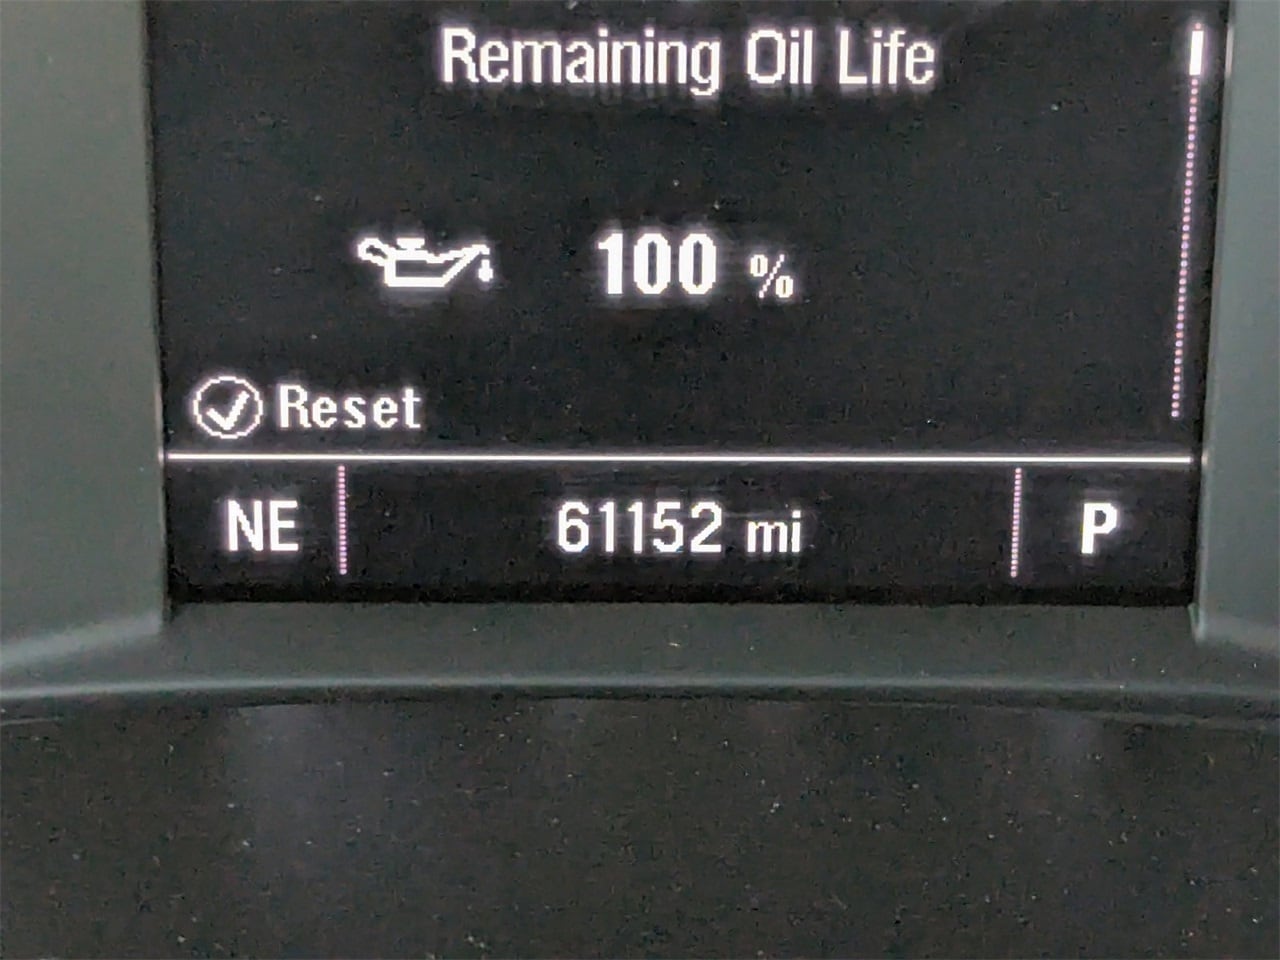 Remaining Oil Life
100 %
Reset
NE 61152 mi P